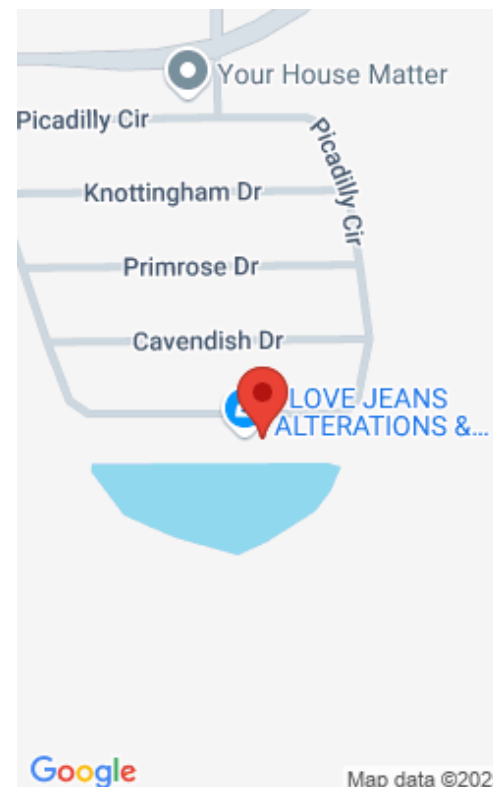 Your House Matter
Picadilly Cir
Picadilly Cir
Knottingham Dr
Primrose Dr
Cavendish Dr
LOVE JEANS
ALTERATIONS &...
Google
Map data ©202